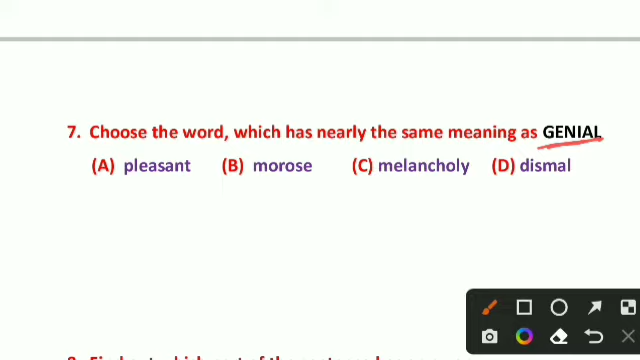 7. Choose the word, which has nearly the same meaning as GENIAL
(A) pleasant (B) morose (C) melancholy (D) dismal